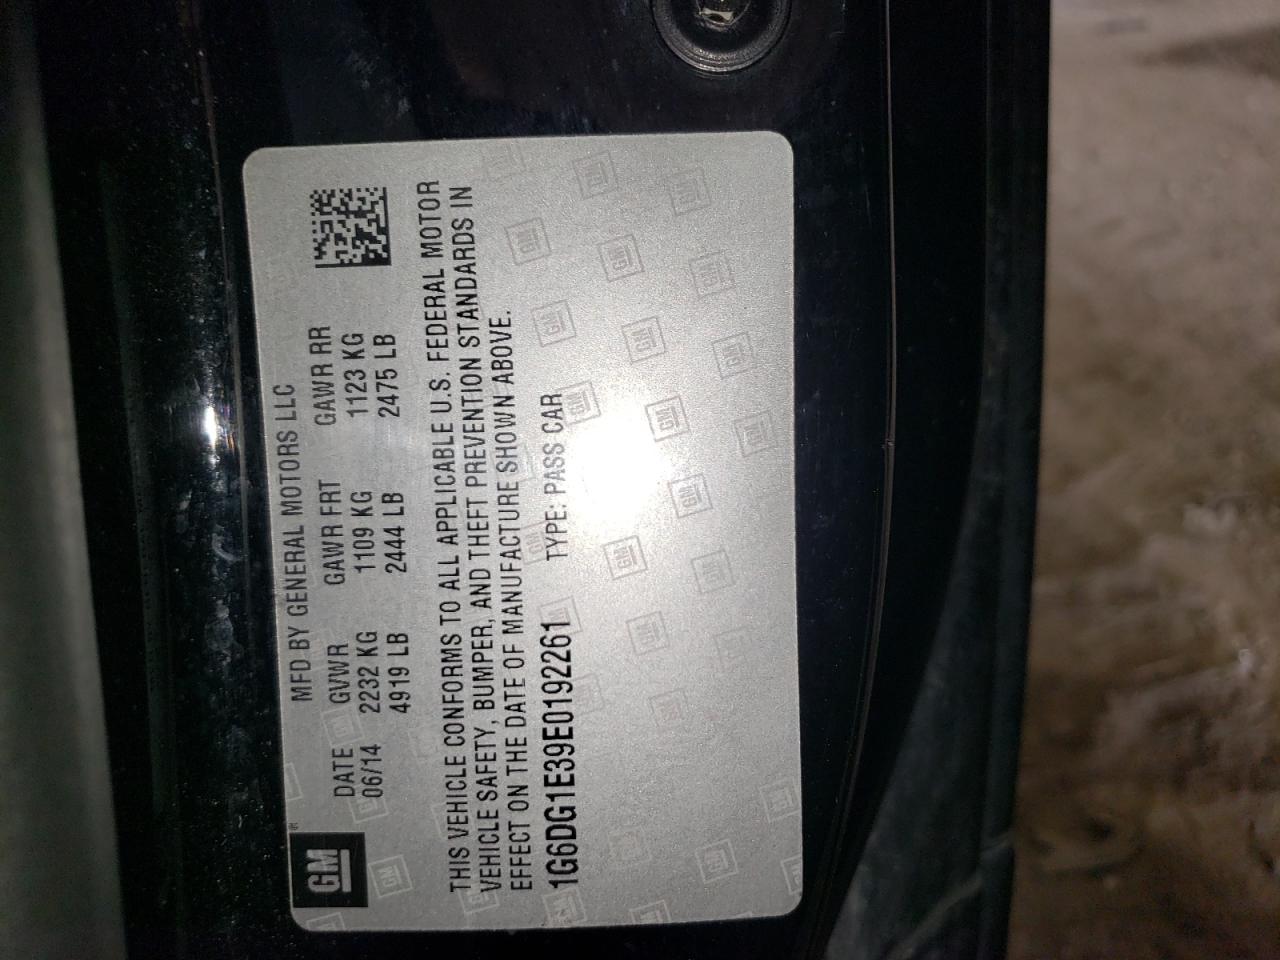 GM
MFD BY GENERAL MOTORS LLC
DATE GVWR GAWR FRT GAWR RR
06/14 2232 KG 1109 KG 1123 KG
4919 LB 2444 LB 2475 LB
THIS VEHICLE CONFORMS TO ALL APPLICABLE U.S. FEDERAL MOTOR
VEHICLE SAFETY, BUMPER, AND THEFT PREVENTION STANDARDS IN
EFFECT ON THE DATE OF MANUFACTURE SHOWN ABOVE.
1G6DG1E39E0192261 TYPE: PASS CAR